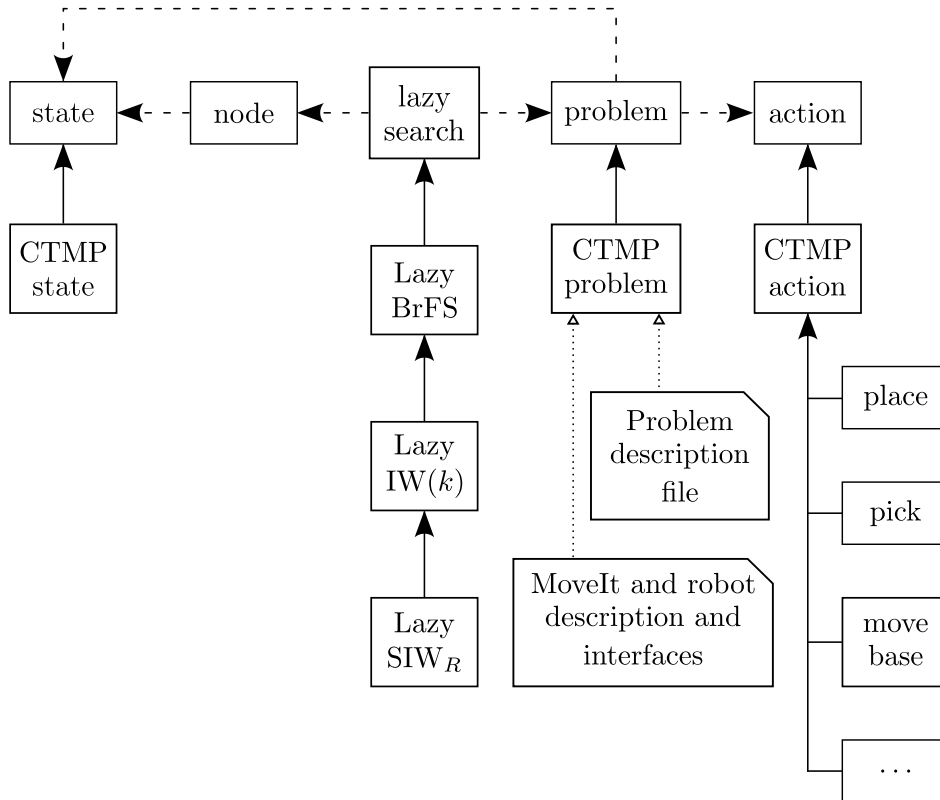 state
node
lazy
search
problem
action
CTMP
state
Lazy
BrFS
CTMP
problem
CTMP
action
place
Problem
description
file
Lazy
IW(k)
pick
MoveIt and robot
description and
interfaces
Lazy
SIW_R
move
base
...